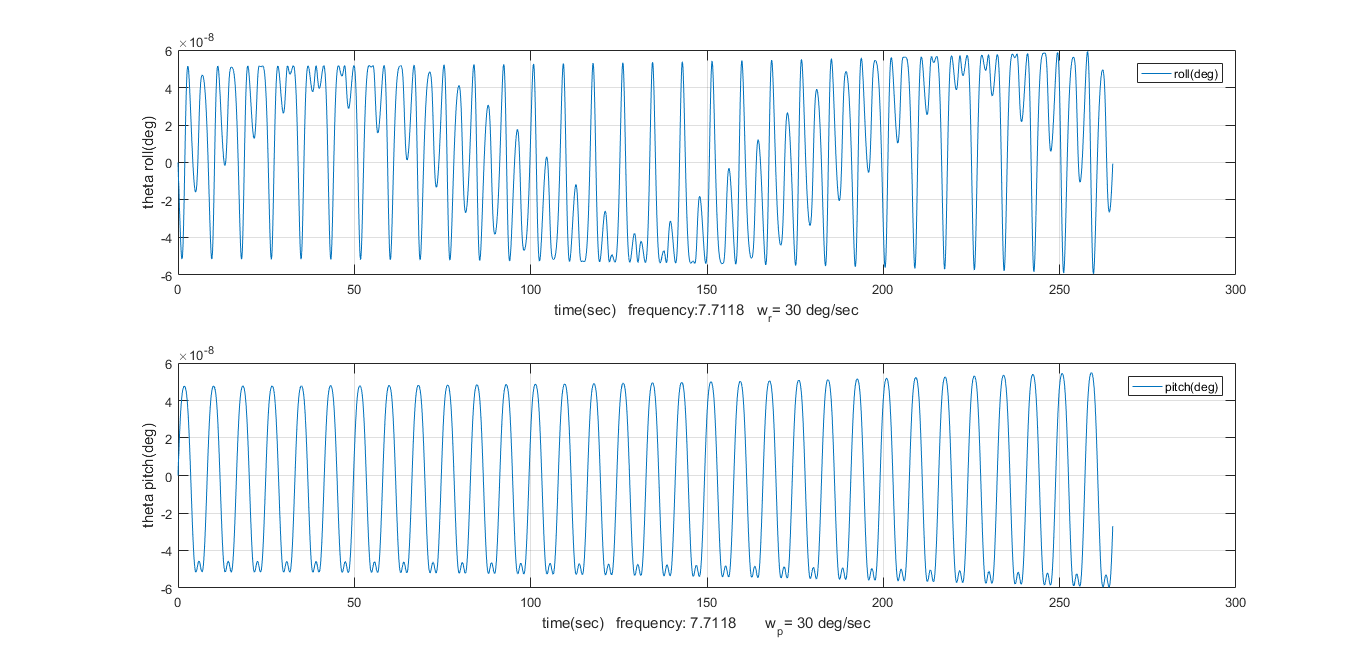 ×10-8
6
4
2
0
-2
-4
-6
theta roll(deg)
roll(deg)
0 50 100 150 200 250 300
time(sec) frequency:7.7118 wr= 30 deg/sec
×10-8
6
4
2
0
-2
-4
-6
theta pitch(deg)
pitch(deg)
0 50 100 150 200 250 300
time(sec) frequency: 7.7118 wp= 30 deg/sec